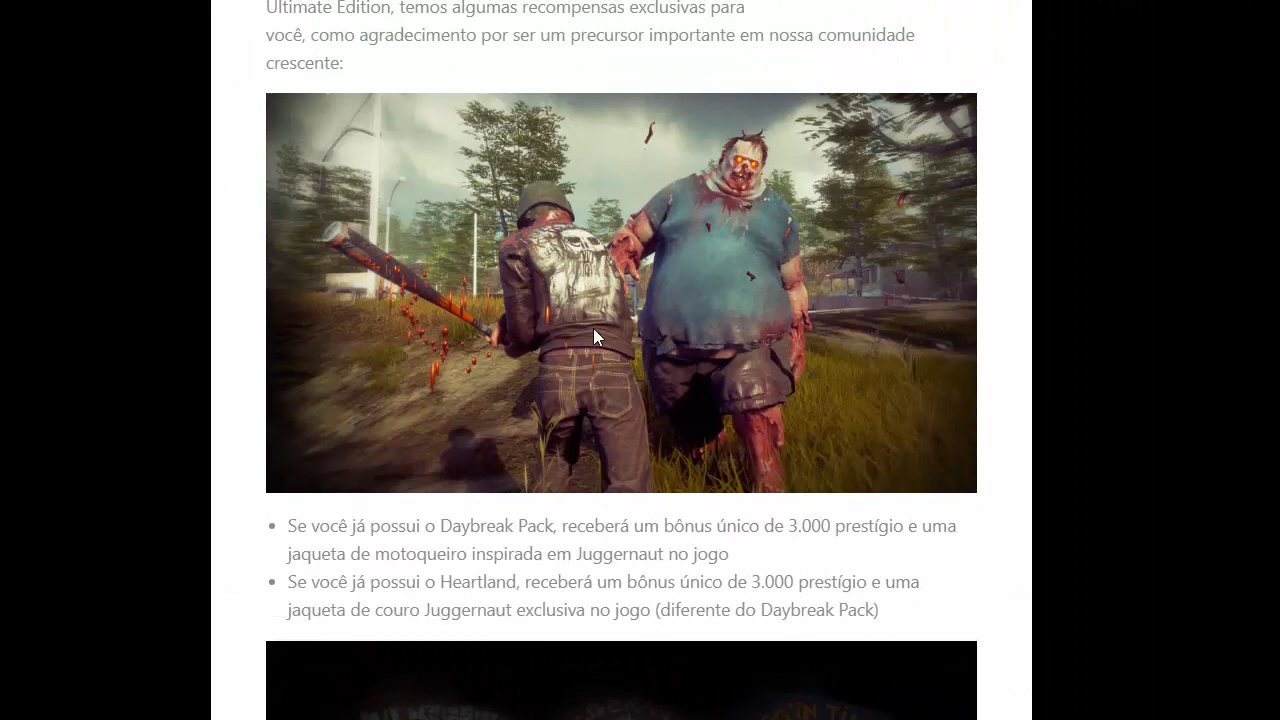 Ultimate Edition, temos algumas recompensas exclusivas para
você, como agradecimento por ser um precursor importante em nossa comunidade
crescente:
• Se você já possui o Daybreak Pack, receberá um bônus único de 3.000 prestígio e uma
jaqueta de motoqueiro inspirada em Juggernaut no jogo
• Se você já possui o Heartland, receberá um bônus único de 3.000 prestígio e uma
jaqueta de couro Juggernaut exclusiva no jogo (diferente do Daybreak Pack)